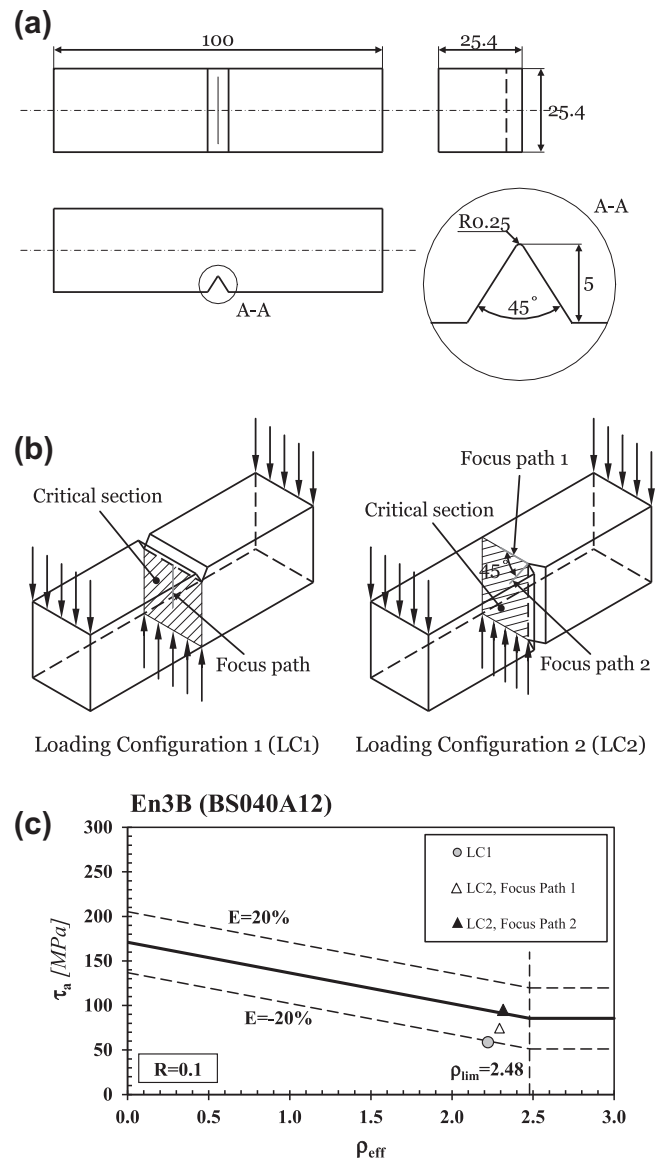 (a)
100
25.4
25.4
A-A
R0.25
5
45°
A-A
(b)
Focus path 1
Critical section
Critical section
45°
Focus path
Focus path 2
Loading Configuration 1 (LC1)
Loading Configuration 2 (LC2)
(c)
En3B (BS040A12)
300
250
200
150
100
50
0
τa [MPa]
LC1
LC2, Focus Path 1
LC2, Focus Path 2
E=20%
E=-20%
R=0.1
ρlim=2.48
0.0 0.5 1.0 1.5 2.0 2.5 3.0
ρeff